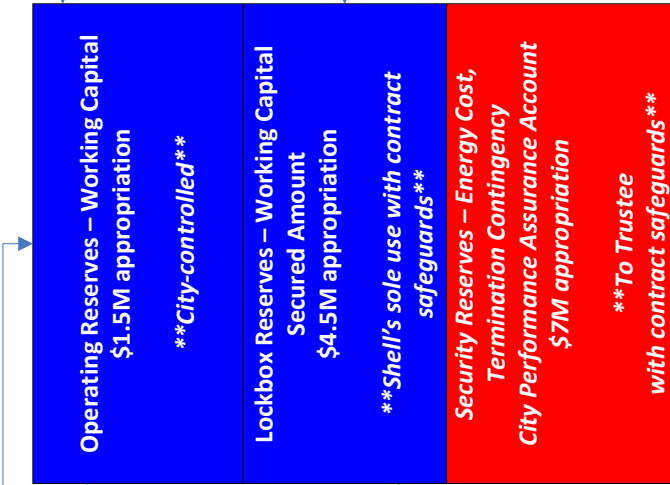 Operating Reserves – Working Capital
$1.5M appropriation
**City-controlled**
Lockbox Reserves – Working Capital
Secured Amount
$4.5M appropriation
**Shell's sole use with contract
safeguards**
Security Reserves – Energy Cost,
Termination Contingency
City Performance Assurance Account
$7M appropriation
**To Trustee
with contract safeguards**